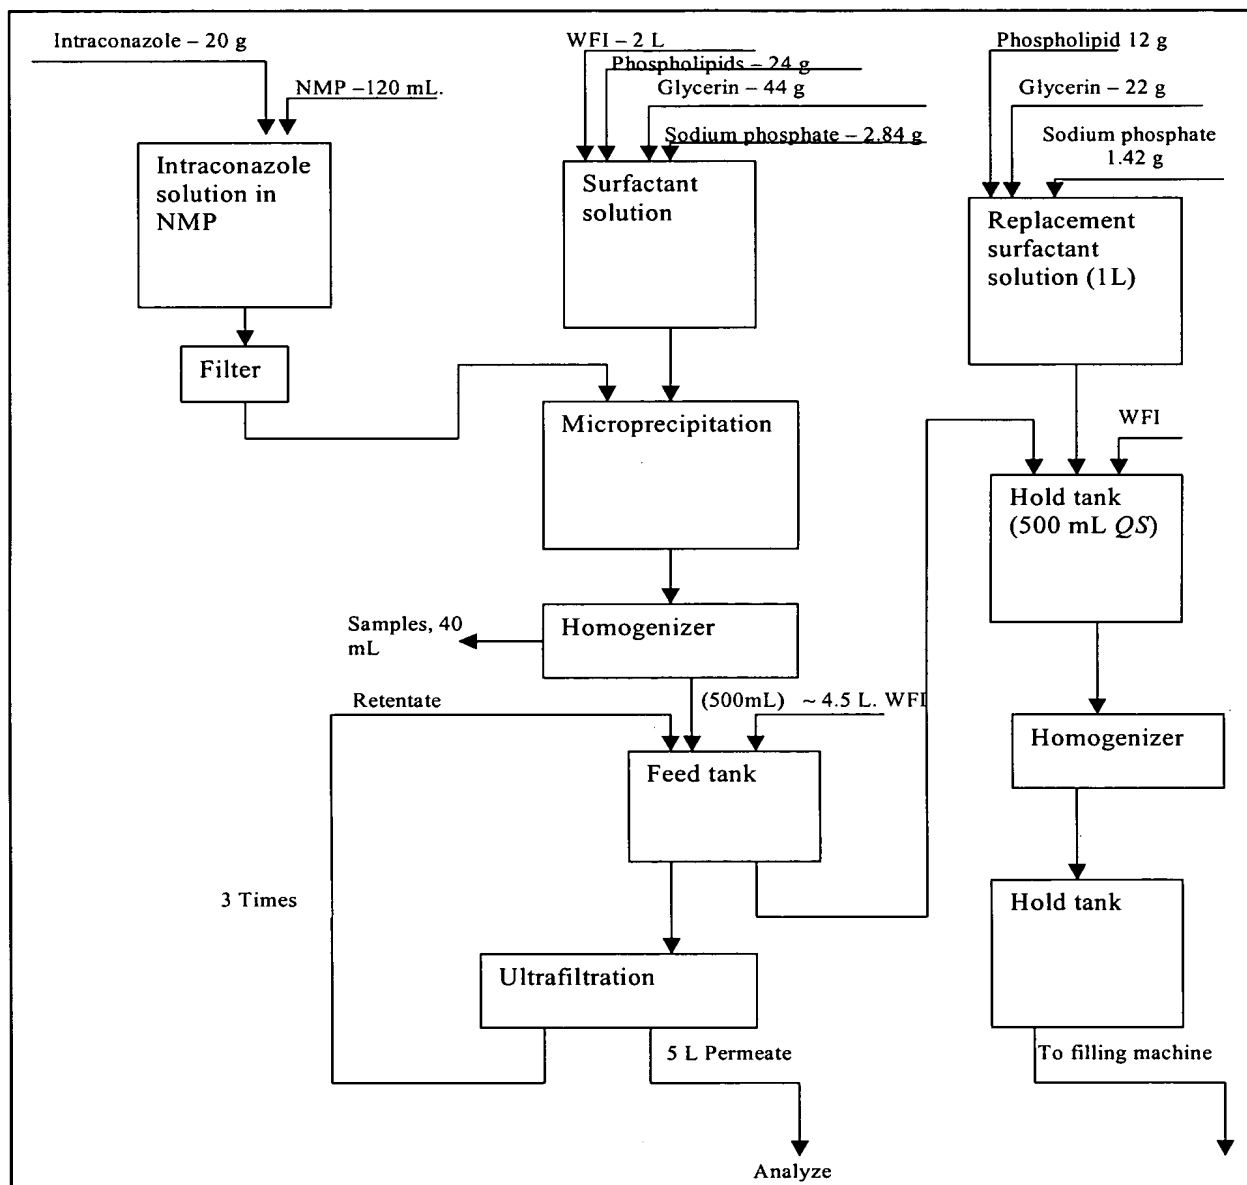 Intraconazole – 20 g
NMP –120 mL.
Intraconazole
solution in
NMP
Filter
WFI – 2 L
Phospholipids – 24 g
Glycerin – 44 g
Sodium phosphate – 2.84 g
Surfactant
solution
Microprecipitation
Homogenizer
Samples, 40
mL
Retentate
(500mL) ~ 4.5 L. WFI
Feed tank
3 Times
Ultrafiltration
5 L Permeate
Analyze
Phospholipid 12 g
Glycerin – 22 g
Sodium phosphate
1.42 g
Replacement
surfactant
solution (1L)
WFI
Hold tank
(500 mL QS)
Homogenizer
Hold tank
To filling machine